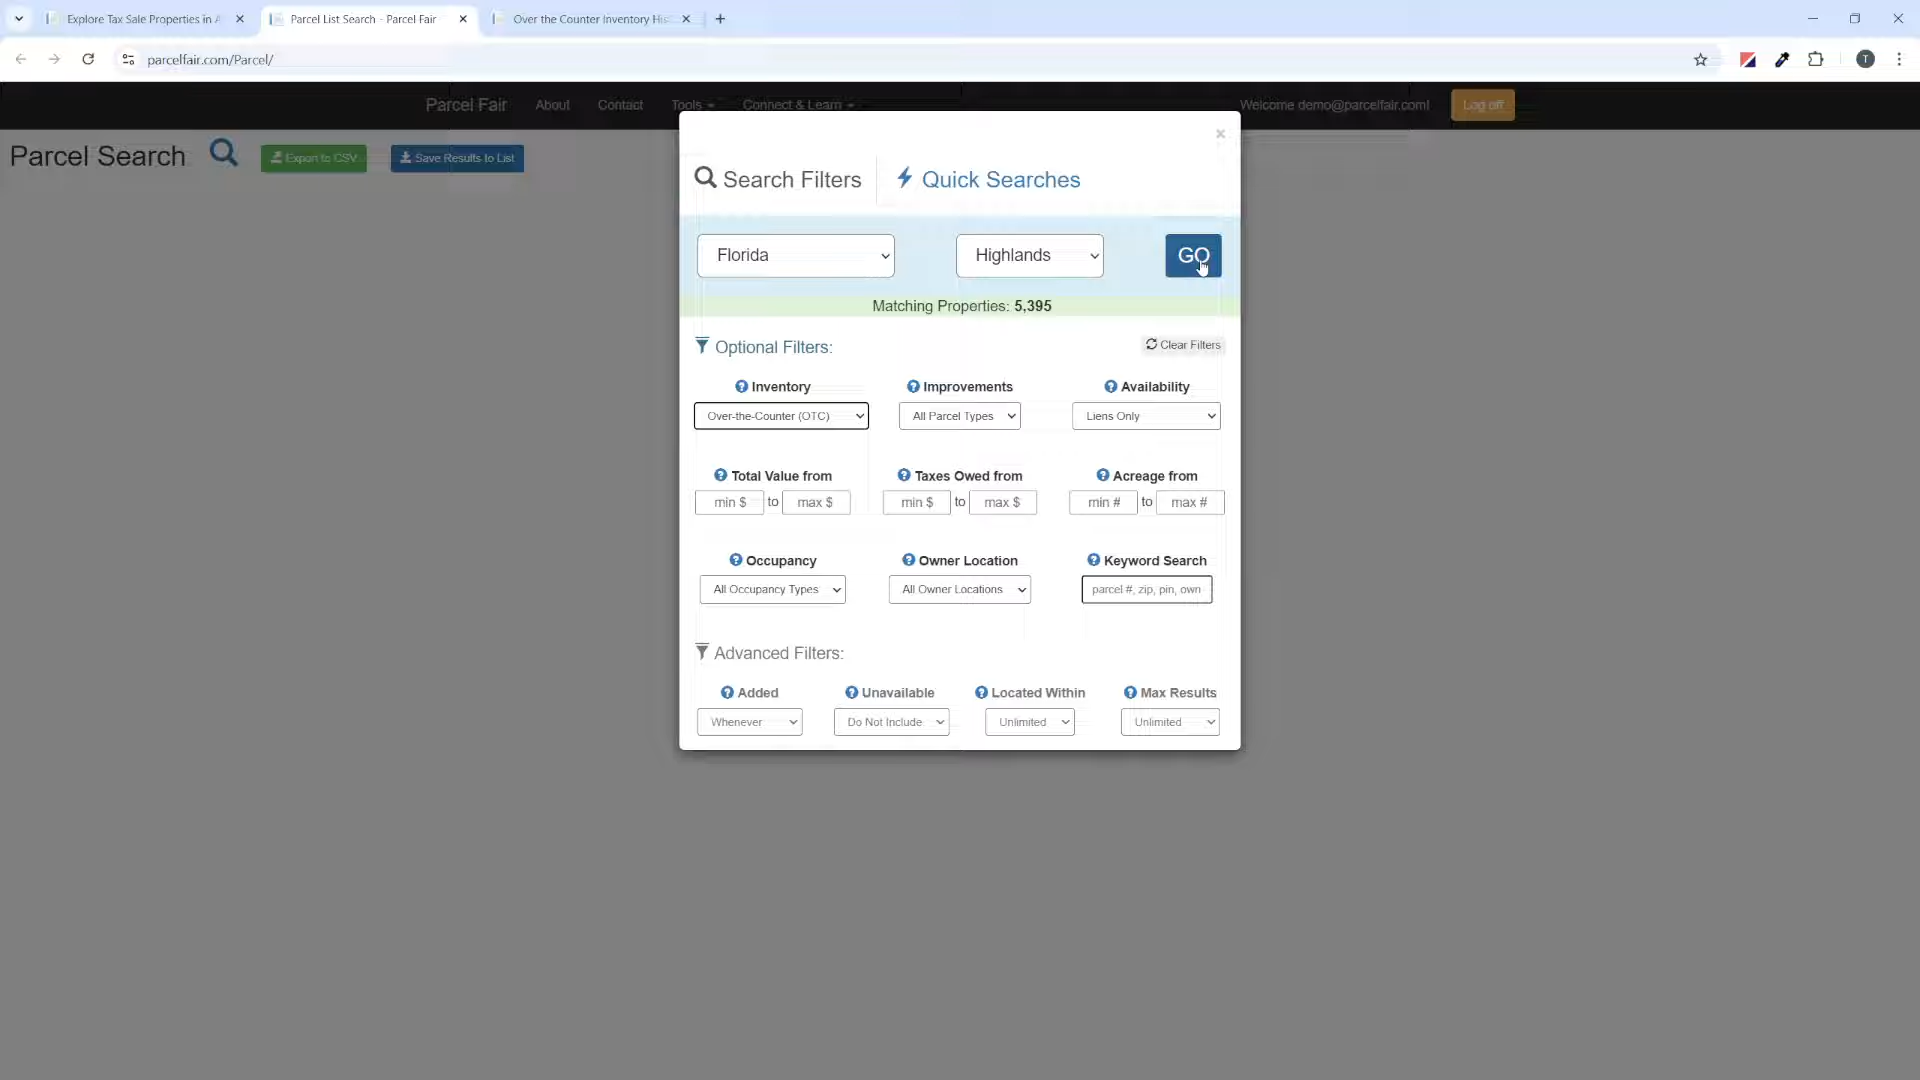 Explore Tax Sale Properties in A
Parcel List Search - Parcel Fair
Over the Counter Inventory His
parcelfair.com/Parcel/
T
Parcel Fair About Contact Tools Connect & Learn Welcome demo@parcelfair.com! Log off
Parcel Search Export to CSV Save Results to List
×
Search Filters Quick Searches
Florida Highlands GO
Matching Properties: 5,395
Optional Filters: Clear Filters
Inventory Improvements Availability
Over-the-Counter (OTC) All Parcel Types Liens Only
Total Value from Taxes Owed from Acreage from
min $ to max $ min $ to max $ min # to max #
Occupancy Owner Location Keyword Search
All Occupancy Types All Owner Locations parcel #, zip, pin, own
Advanced Filters:
Added Unavailable Located Within Max Results
Whenever Do Not Include Unlimited Unlimited